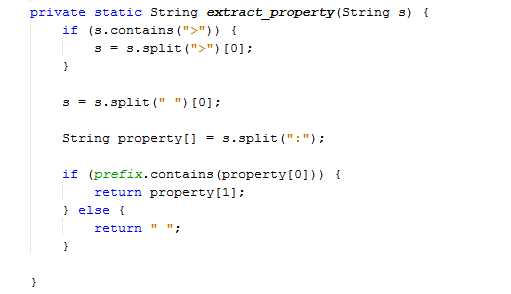 private static String extract_property(String s) {
if (s.contains(">")) {
s = s.split(">")[0];
}
s = s.split(" ")[0];
String property[] = s.split(":");
if (prefix.contains(property[0])) {
return property[1];
} else {
return " ";
}
}